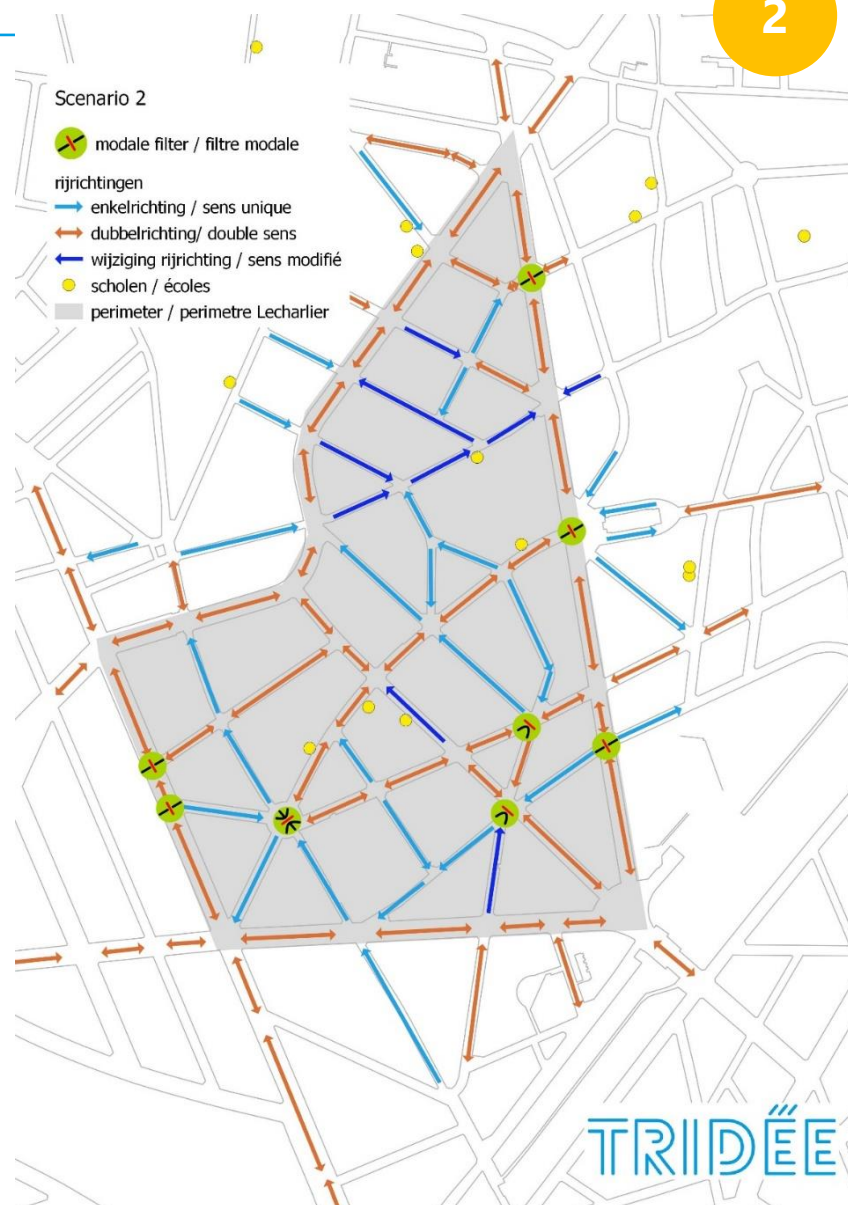 2
Scenario 2
modale filter / filtre modale
rijrichtingen
enkelrichting / sens unique
dubbelrichting/ double sens
wijziging rijrichting / sens modifié
scholen / écoles
perimeter / perimetre Lecharlier
TRIDËE